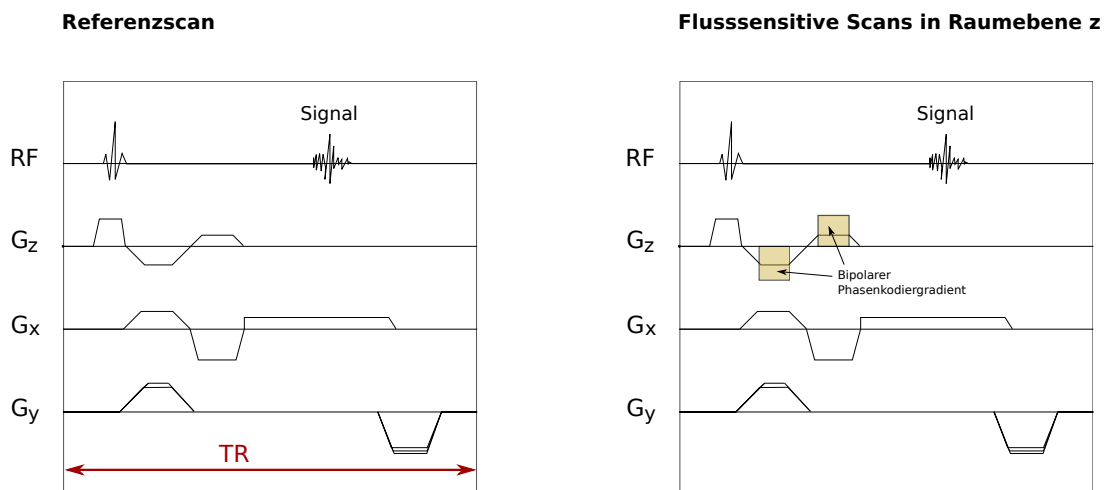 Referenzscan
Signal
RF
Gz
Gx
Gy
TR
Flusssensitive Scans in Raumebene z
Signal
RF
Gz
Bipolarer
Phasenkodiergradient
Gx
Gy